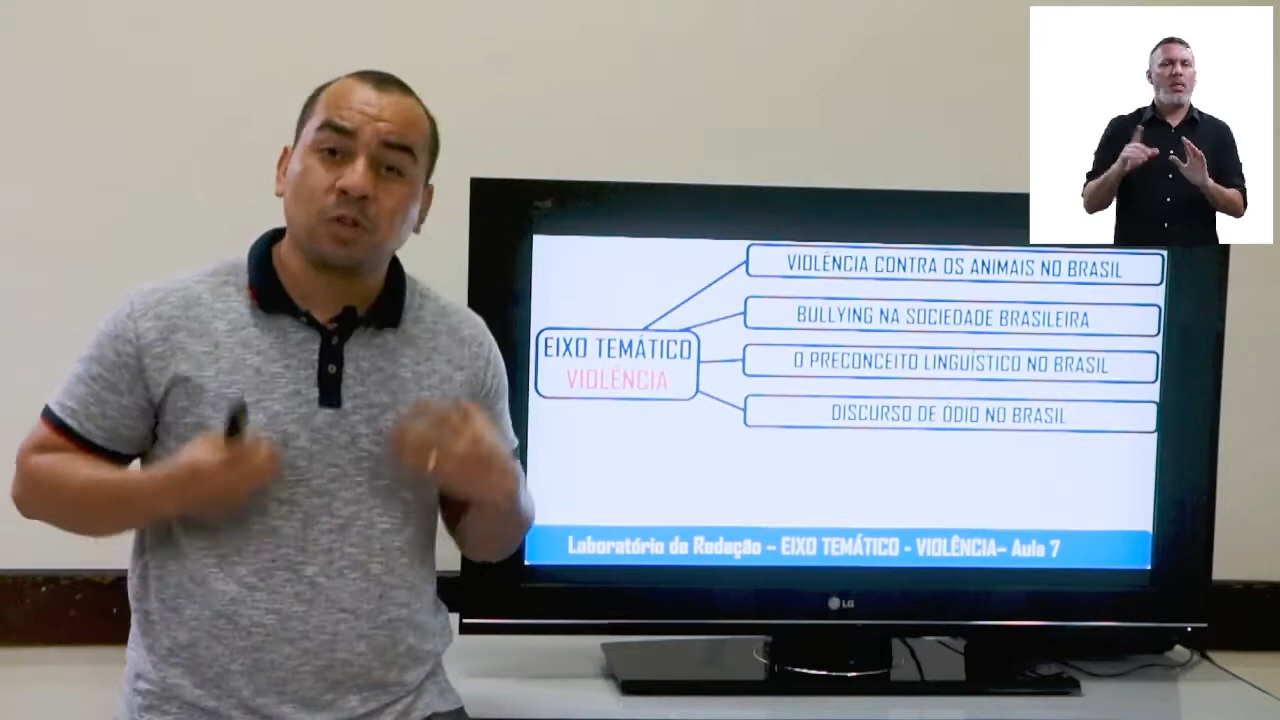 VIOLÊNCIA CONTRA OS ANIMAIS NO BRASIL
BULLYING NA SOCIEDADE BRASILEIRA
EIXO TEMÁTICO
VIOLÊNCIA
O PRECONCEITO LINGUÍSTICO NO BRASIL
DISCURSO DE ÓDIO NO BRASIL
Laboratório de Redação – EIXO TEMÁTICO - VIOLÊNCIA– Aula 7
LG